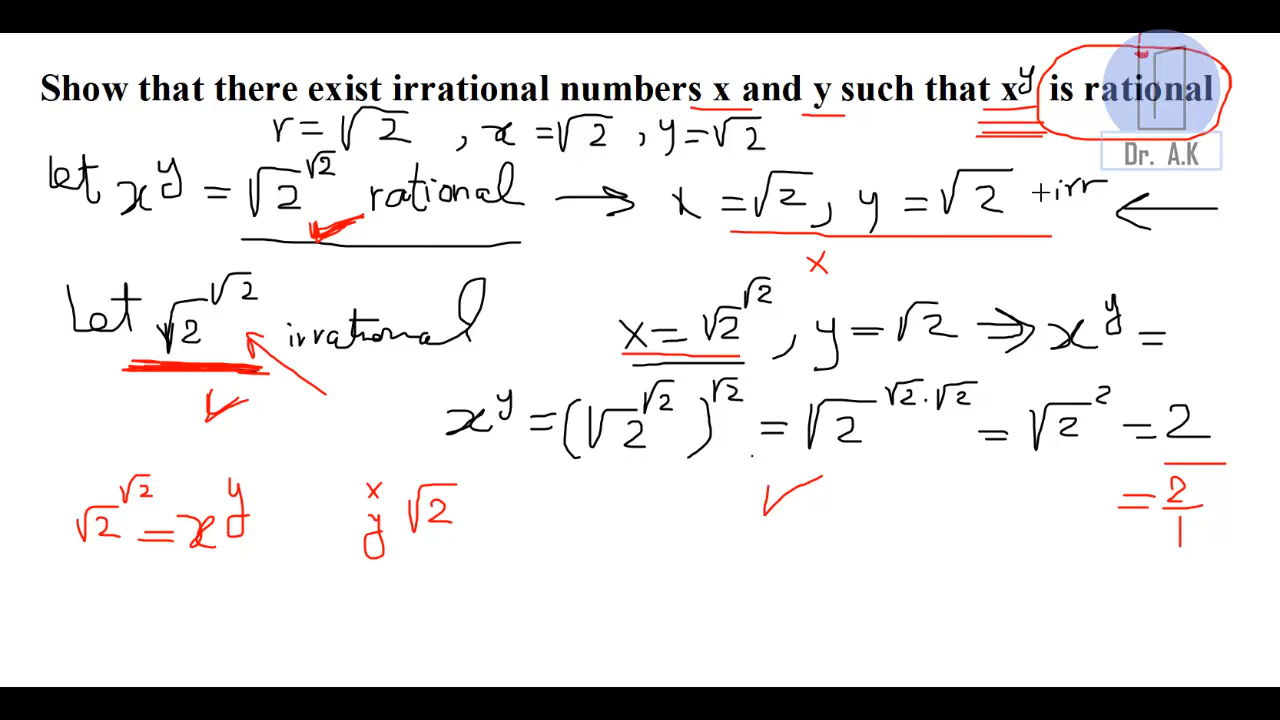 Show that there exist irrational numbers x and y such that x^y is rational
Dr. A.K
r = √2 , x = √2 , y = √2
let x^y = √2^√2 rational → x = √2, y = √2 +irr ←
x
Let √2^√2 irrational x = √2^√2, y = √2 ⇒ x^y =
x^y = (√2^√2)^√2 = √2^√2·√2 = √2^2 = 2
= 2/1
√2^√2 = x^y x y √2